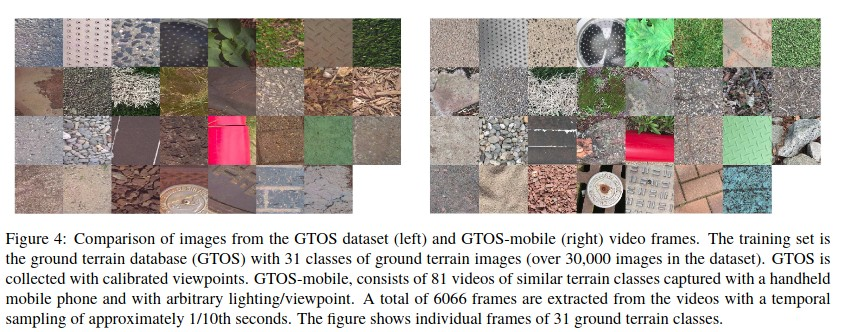 Figure 4: Comparison of images from the GTOS dataset (left) and GTOS-mobile (right) video frames. The training set is
the ground terrain database (GTOS) with 31 classes of ground terrain images (over 30,000 images in the dataset). GTOS is
collected with calibrated viewpoints. GTOS-mobile, consists of 81 videos of similar terrain classes captured with a handheld
mobile phone and with arbitrary lighting/viewpoint. A total of 6066 frames are extracted from the videos with a temporal
sampling of approximately 1/10th seconds. The figure shows individual frames of 31 ground terrain classes.